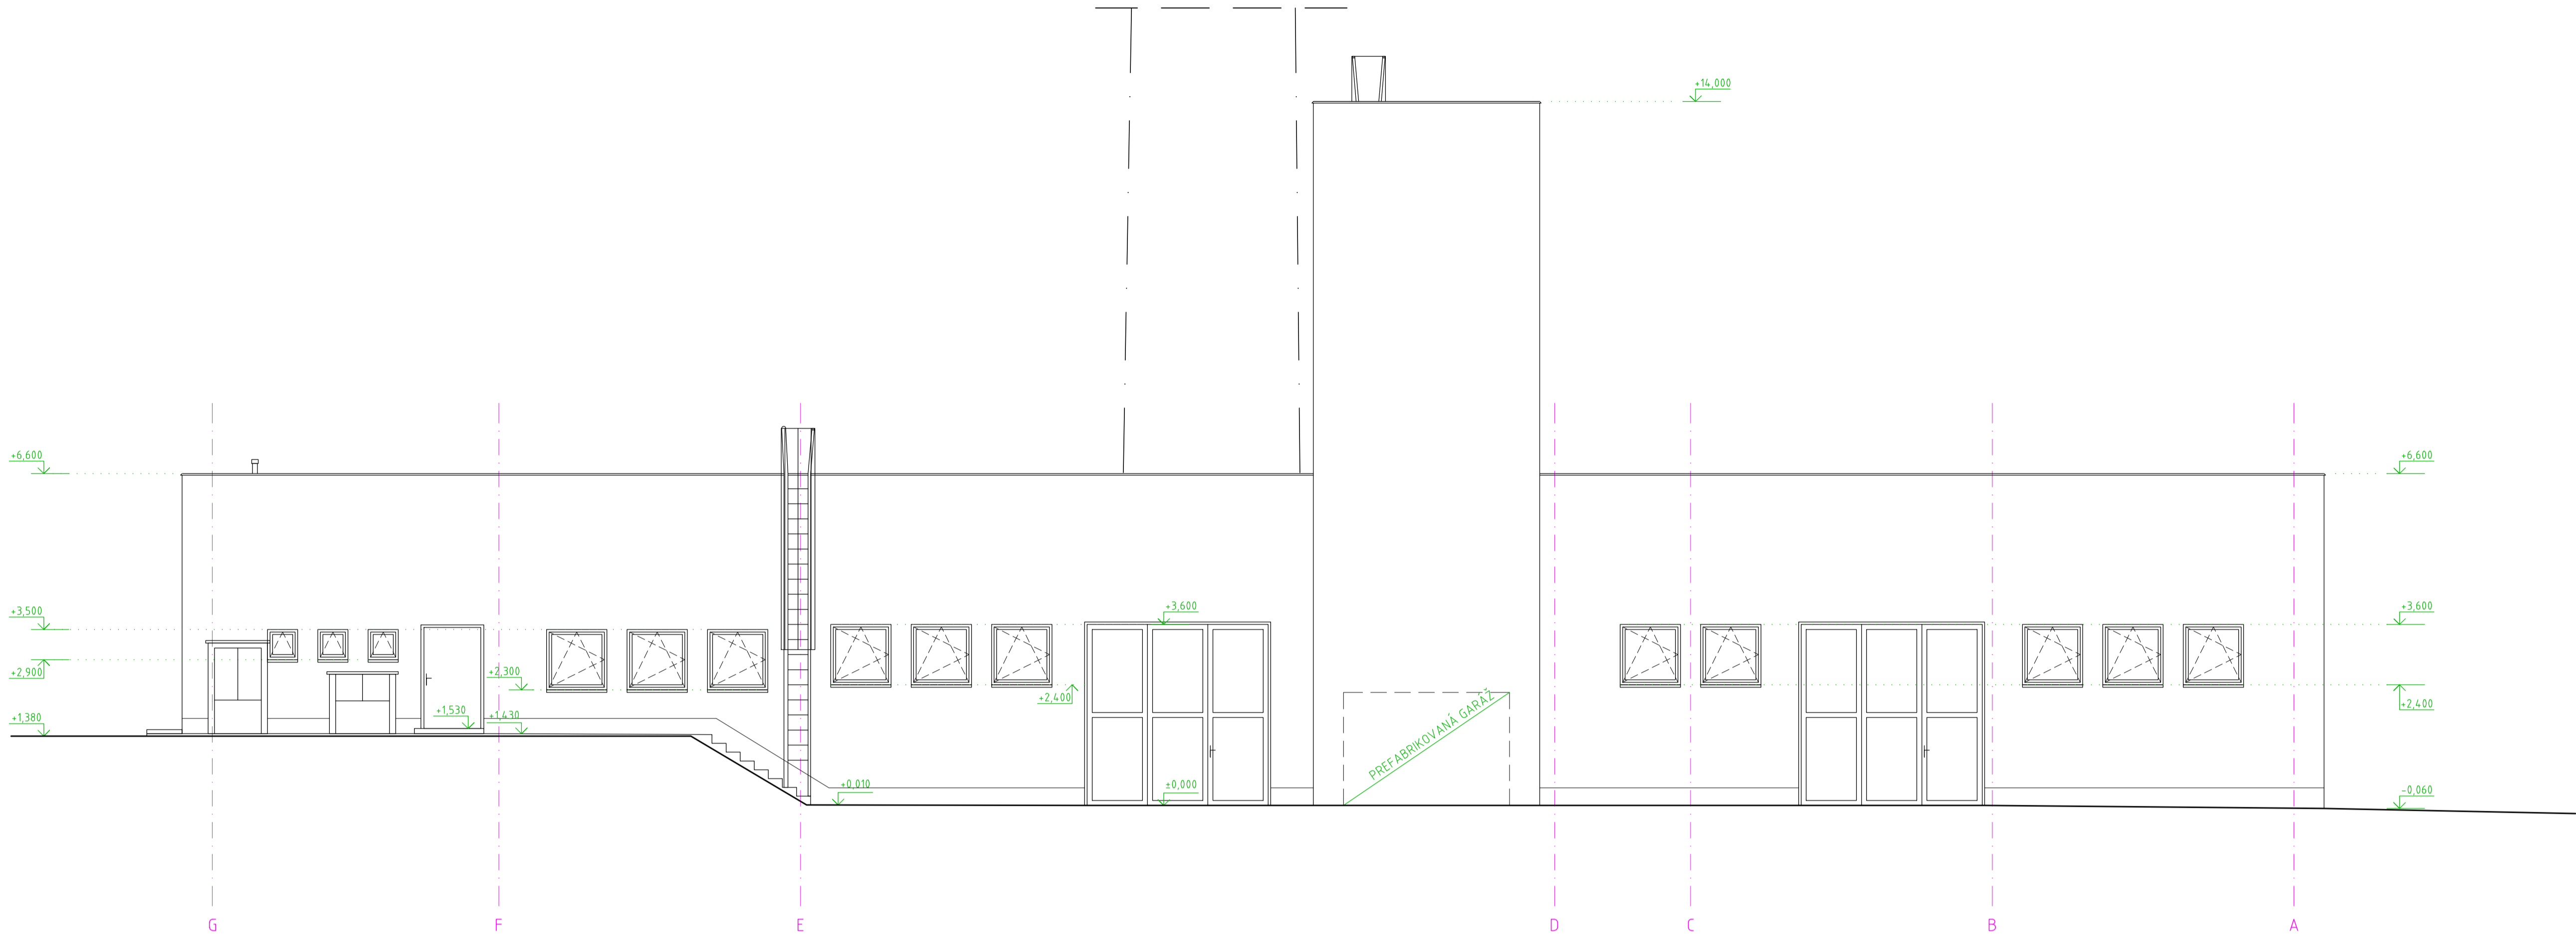 +14,000
+6,600
+6,600
+3,500
+3,600
+3,600
+2,900
+2,300
+2,400
+2,400
+1,380
+1,530
+1,430
PREFABRIKOVANÁ GARÁŽ
+0,010
±0,000
-0,060
G
F
E
D
C
B
A